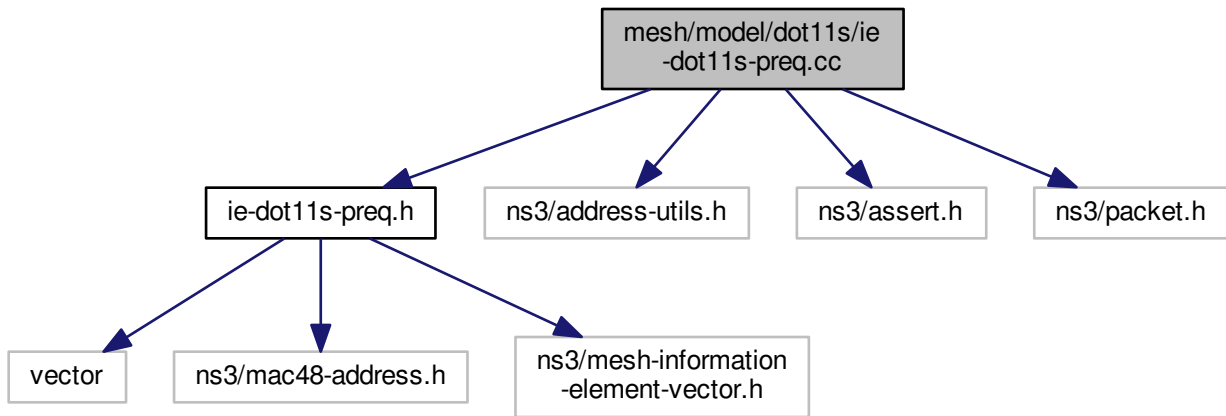 mesh/model/dot11s/ie
-dot11s-preq.cc
ie-dot11s-preq.h
ns3/address-utils.h
ns3/assert.h
ns3/packet.h
vector
ns3/mac48-address.h
ns3/mesh-information
-element-vector.h